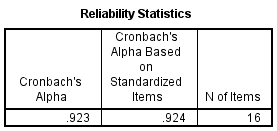 Reliability Statistics
Cronbach's
Alpha
Cronbach's
Alpha Based
on
Standardized
Items
N of Items
.923
.924
16